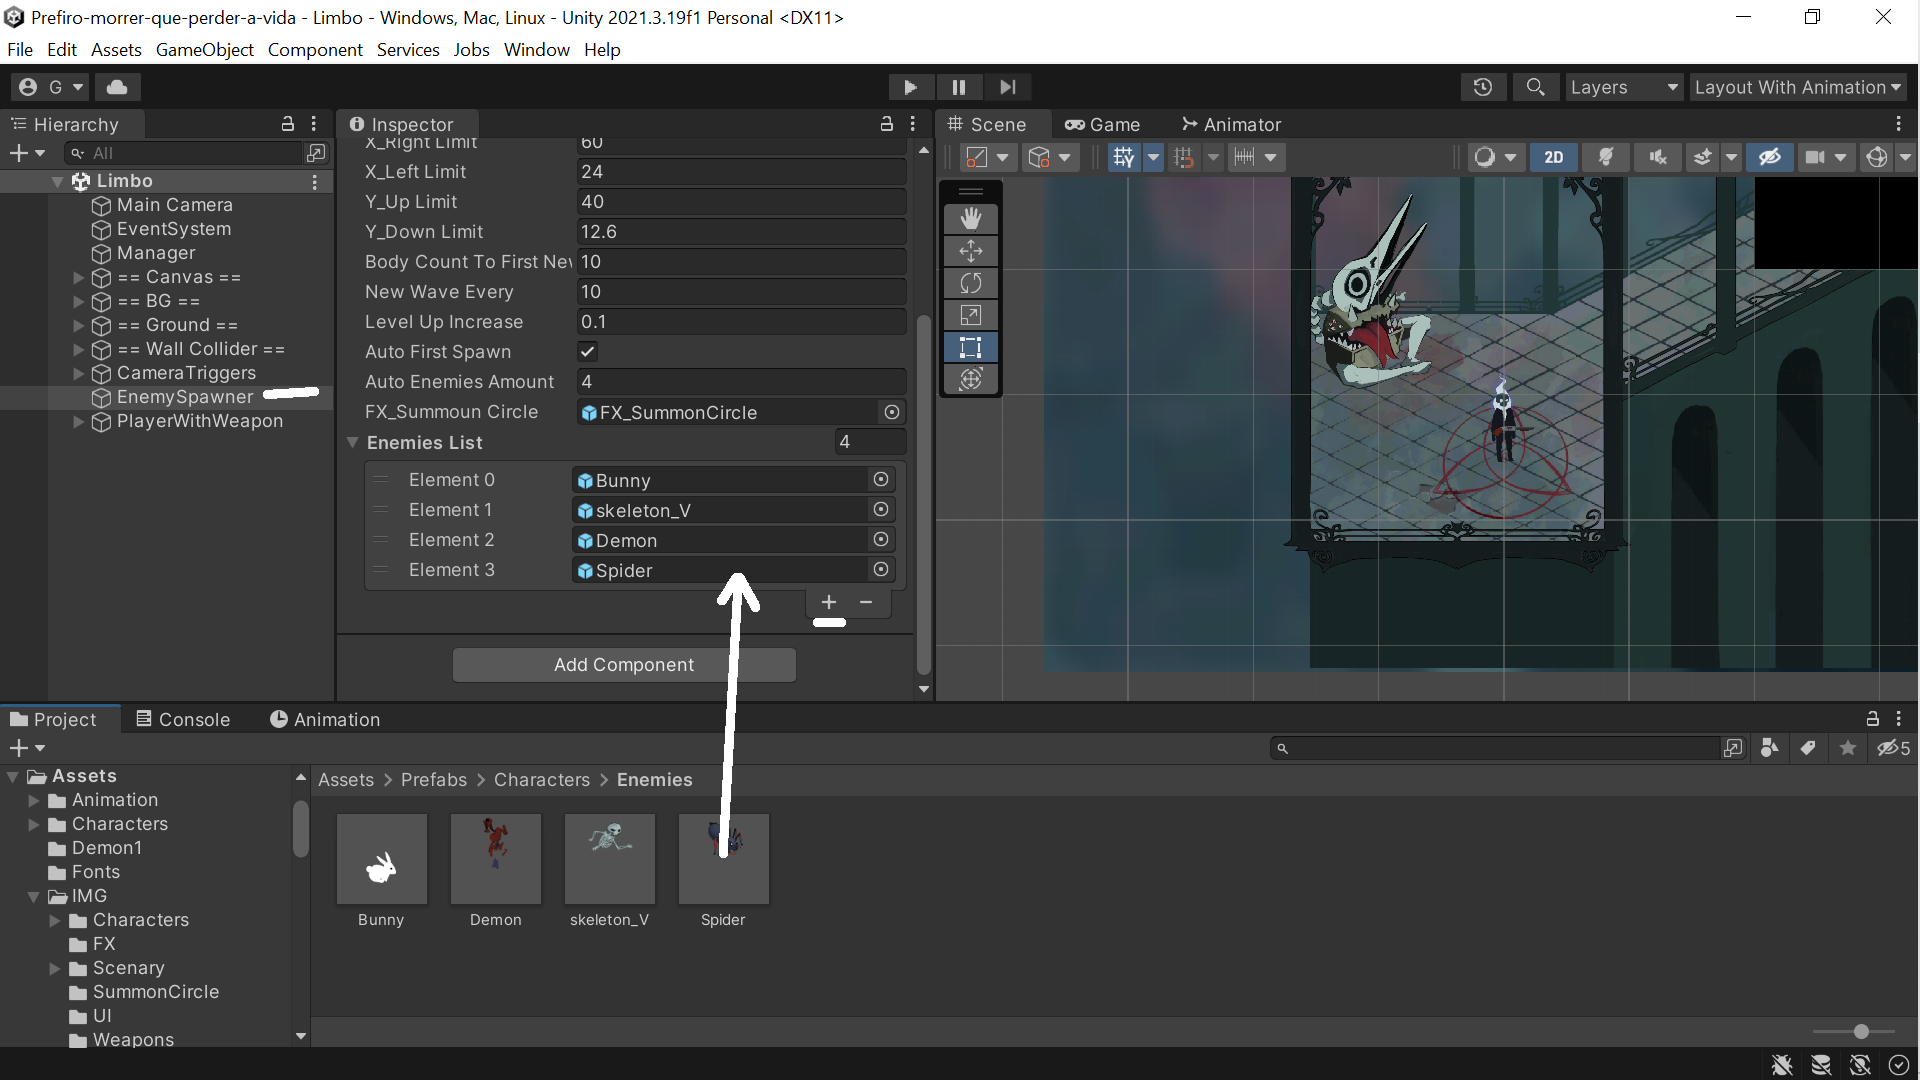 Prefiro-morrer-que-perder-a-vida - Limbo - Windows, Mac, Linux - Unity 2021.3.19f1 Personal <DX11>
File Edit Assets GameObject Component Services Jobs Window Help
G
Layers
Layout With Animation
Hierarchy
All
Limbo
Main Camera
EventSystem
Manager
== Canvas ==
== BG ==
== Ground ==
== Wall Collider ==
CameraTriggers
EnemySpawner
PlayerWithWeapon
Inspector
X_Right Limit 60
X_Left Limit 24
Y_Up Limit 40
Y_Down Limit 12.6
Body Count To First Nev 10
New Wave Every 10
Level Up Increase 0.1
Auto First Spawn
Auto Enemies Amount 4
FX_Summoun Circle FX_SummonCircle
Enemies List 4
Element 0 Bunny
Element 1 skeleton_V
Element 2 Demon
Element 3 Spider
+ -
Add Component
Scene Game Animator
2D
Project Console Animation
5
Assets
Animation
Characters
Demon1
Fonts
IMG
Characters
FX
Scenary
SummonCircle
UI
Weapons
Assets > Prefabs > Characters > Enemies
Bunny Demon skeleton_V Spider